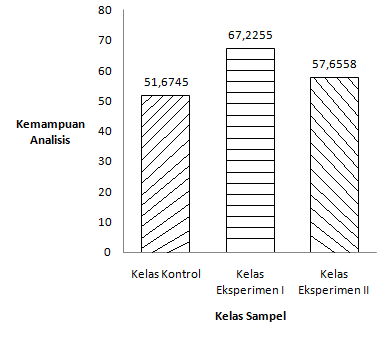 80
70
60
50
40
30
20
10
0
Kemampuan
Analisis
51,6745
67,2255
57,6558
Kelas Kontrol
Kelas
Eksperimen I
Kelas
Eksperimen II
Kelas Sampel